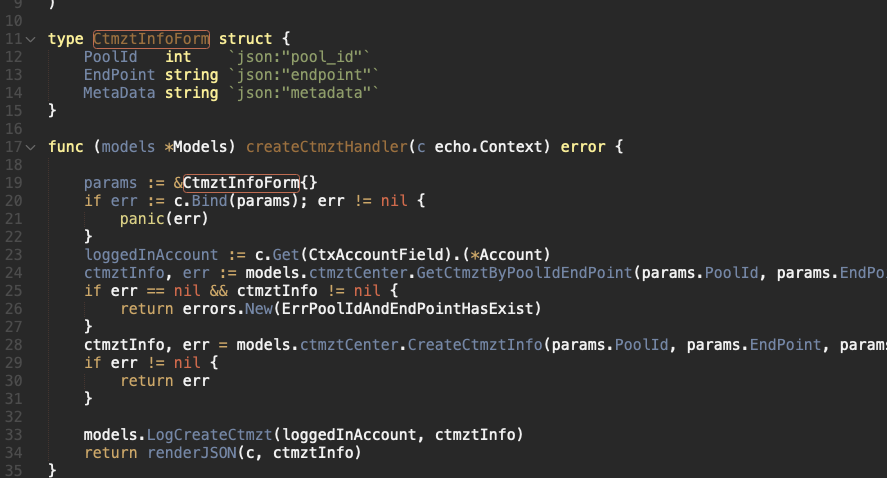 9 )
10
11 type CtmztInfoForm struct {
12     PoolId   int    `json:"pool_id"`
13     EndPoint string `json:"endpoint"`
14     MetaData string `json:"metadata"`
15 }
16
17 func (models *Models) createCtmztHandler(c echo.Context) error {
18
19     params := &CtmztInfoForm{}
20     if err := c.Bind(params); err != nil {
21         panic(err)
22     }
23     loggedInAccount := c.Get(CtxAccountField).(*Account)
24     ctmztInfo, err := models.ctmztCenter.GetCtmztByPoolIdEndPoint(params.PoolId, params.EndPo
25     if err == nil && ctmztInfo != nil {
26         return errors.New(ErrPoolIdAndEndPointHasExist)
27     }
28     ctmztInfo, err = models.ctmztCenter.CreateCtmztInfo(params.PoolId, params.EndPoint, param
29     if err != nil {
30         return err
31     }
32
33     models.LogCreateCtmzt(loggedInAccount, ctmztInfo)
34     return renderJSON(c, ctmztInfo)
35 }